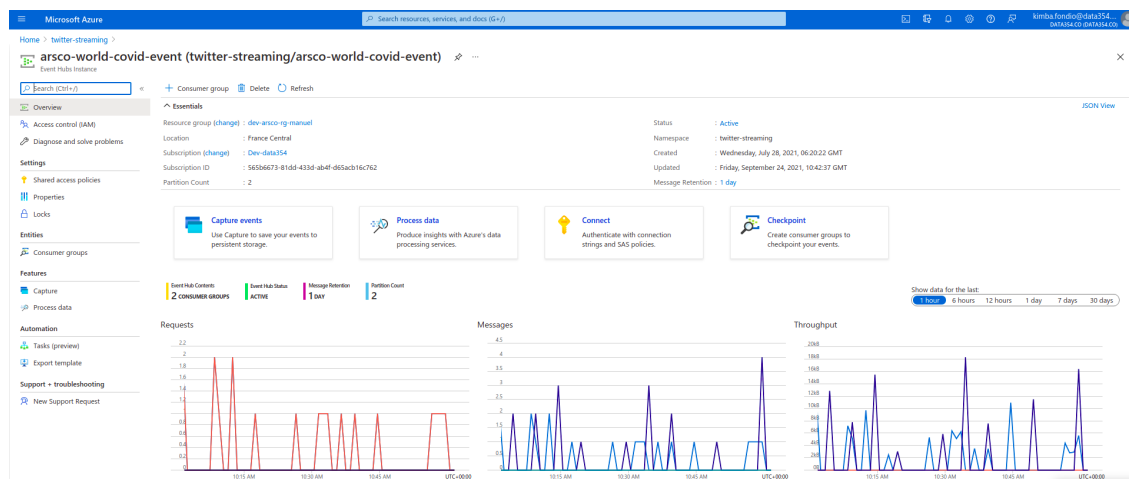 Microsoft Azure
Search resources, services, and docs (G+/)
kimba.fondio@data354....
DATA354.CO (DATA354.CO)
Home > twitter-streaming >
arsco-world-covid-event (twitter-streaming/arsco-world-covid-event)
Event Hubs Instance
Search (Ctrl+/)
Consumer group Delete Refresh
Overview
Access control (IAM)
Diagnose and solve problems
Settings
Shared access policies
Properties
Locks
Entities
Consumer groups
Features
Capture
Process data
Automation
Tasks (preview)
Export template
Support + troubleshooting
New Support Request
Essentials
JSON View
Resource group (change) : dev-arsco-rg-manuel
Location : France Central
Subscription (change) : Dev-data354
Subscription ID : 565b6673-81dd-433d-ab4f-d65acb16c762
Partition Count : 2
Status : Active
Namespace : twitter-streaming
Created : Wednesday, July 28, 2021, 06:20:22 GMT
Updated : Friday, September 24, 2021, 10:42:37 GMT
Message Retention : 1 day
Capture events
Use Capture to save your events to
persistent storage.
Process data
Produce insights with Azure's data
processing services.
Connect
Authenticate with connection
strings and SAS policies.
Checkpoint
Create consumer groups to
checkpoint your events.
Event Hub Contents
2 CONSUMER GROUPS
Event Hub Status
ACTIVE
Message Retention
1 DAY
Partition Count
2
Show data for the last:
1 hour 6 hours 12 hours 1 day 7 days 30 days
Requests
2.2
2
1.8
1.6
1.4
1.2
0.8
0.6
0.4
0.2
0
10:15 AM 10:30 AM 10:45 AM UTC+00:00
Messages
4.5
4
3.5
3
2.5
2
1.5
0.5
0
10:15 AM 10:30 AM 10:45 AM UTC+00:00
Throughput
20kB
18kB
16kB
14kB
12kB
10kB
8kB
6kB
4kB
2kB
0B
10:15 AM 10:30 AM 10:45 AM UTC+00:00